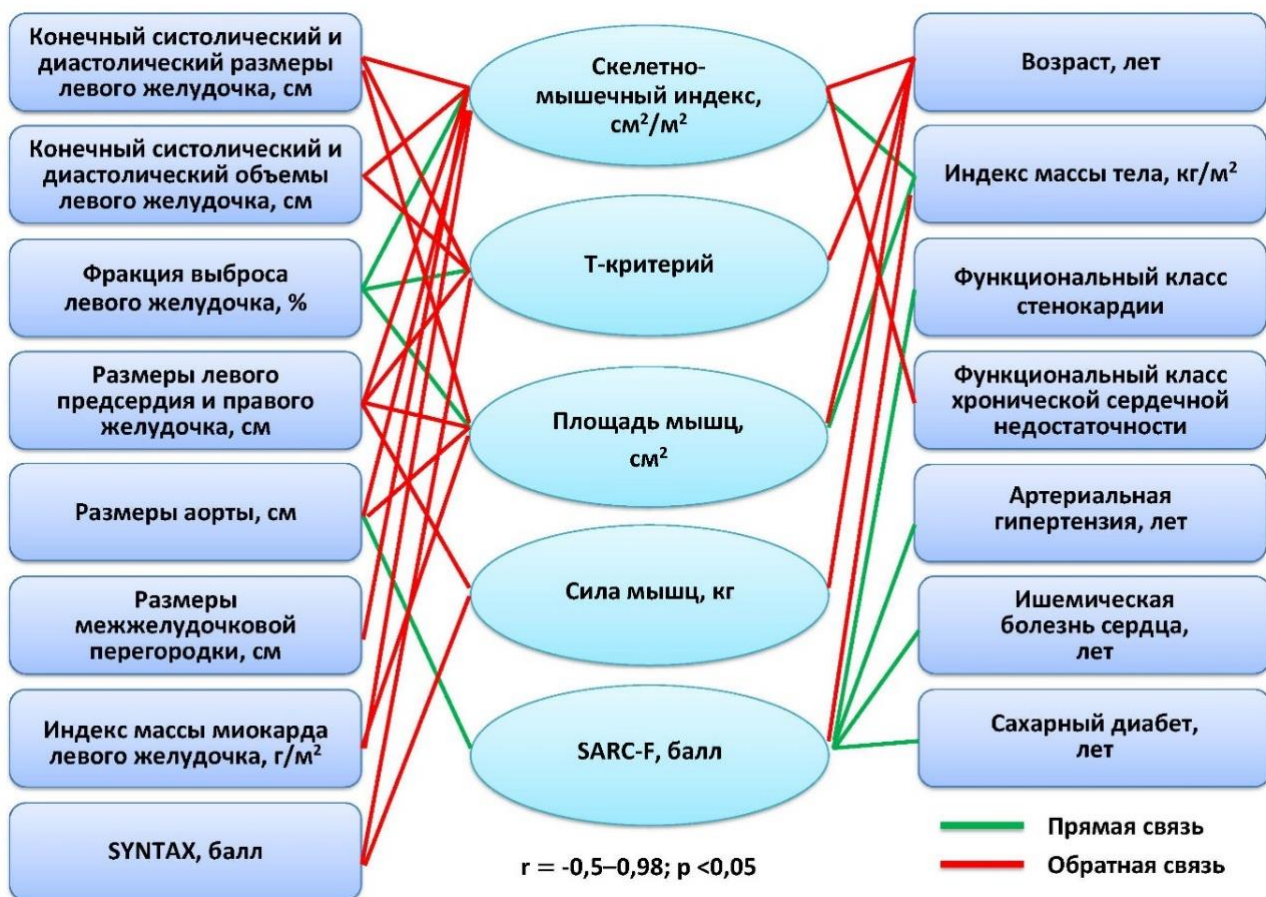 Конечный систолический и
диастолический размеры
левого желудочка, см
Конечный систолический и
диастолический объемы
левого желудочка, см
Фракция выброса
левого желудочка, %
Размеры левого
предсердия и правого
желудочка, см
Размеры аорты, см
Размеры
межжелудочковой
перегородки, см
Индекс массы миокарда
левого желудочка, г/м²
SYNTAX, балл
Скелетно-
мышечный индекс,
см²/м²
Т-критерий
Площадь мышц,
см²
Сила мышц, кг
SARC-F, балл
r = -0,5–0,98; p <0,05
Возраст, лет
Индекс массы тела, кг/м²
Функциональный класс
стенокардии
Функциональный класс
хронической сердечной
недостаточности
Артериальная
гипертензия, лет
Ишемическая
болезнь сердца,
лет
Сахарный диабет,
лет
Прямая связь
Обратная связь